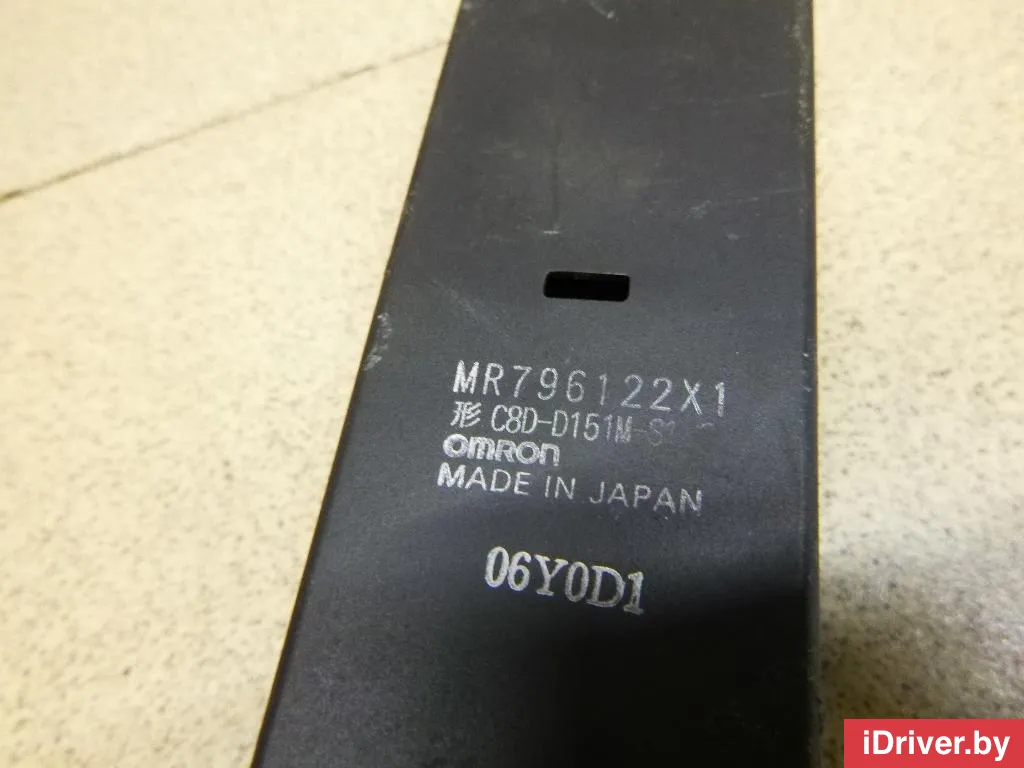 MR796122X1
形 C8D-D151M
omron
MADE IN JAPAN
06Y0D1
iDriver.by